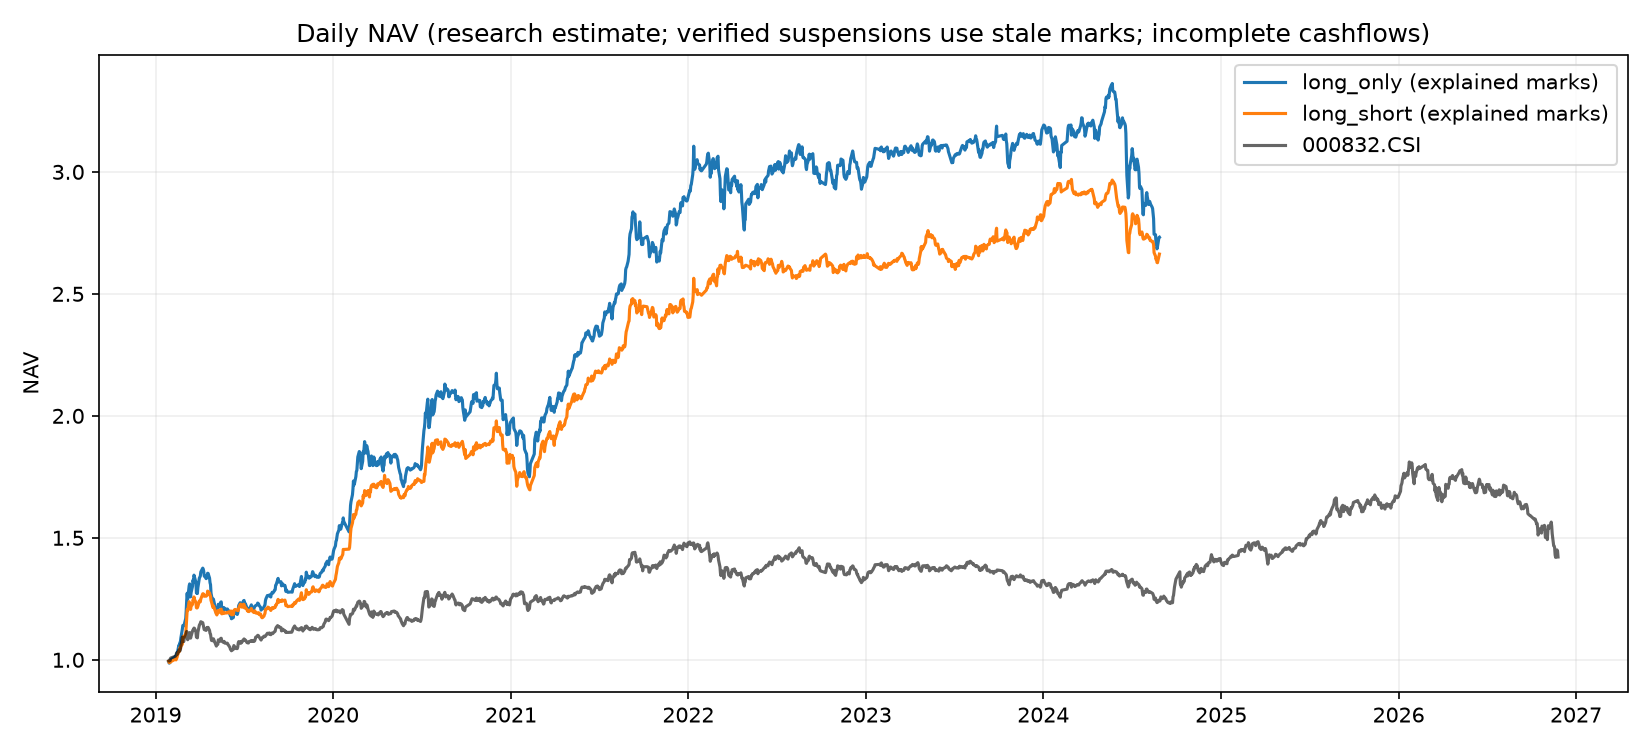 Daily NAV (research estimate; verified suspensions use stale marks; incomplete cashflows)
long_only (explained marks)
long_short (explained marks)
000832.CSI
NAV
3.0
2.5
2.0
1.5
1.0
2019 2020 2021 2022 2023 2024 2025 2026 2027